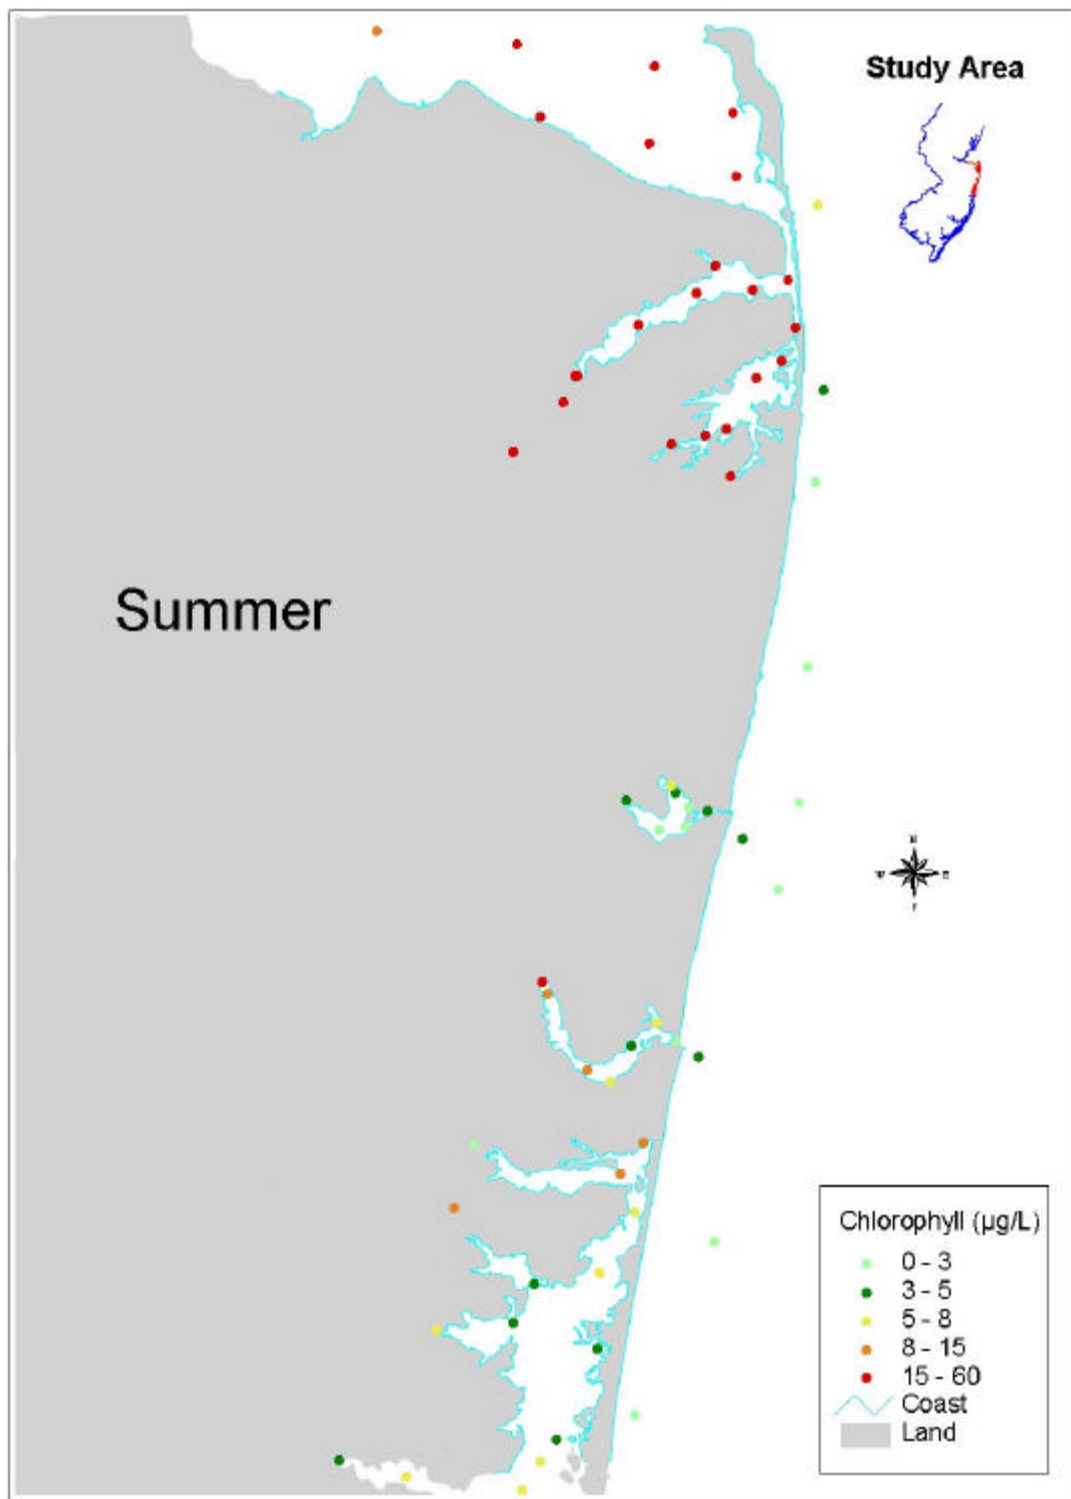 Study Area
Summer
Chlorophyll (µg/L)
0 - 3
3 - 5
5 - 8
8 - 15
15 - 60
Coast
Land